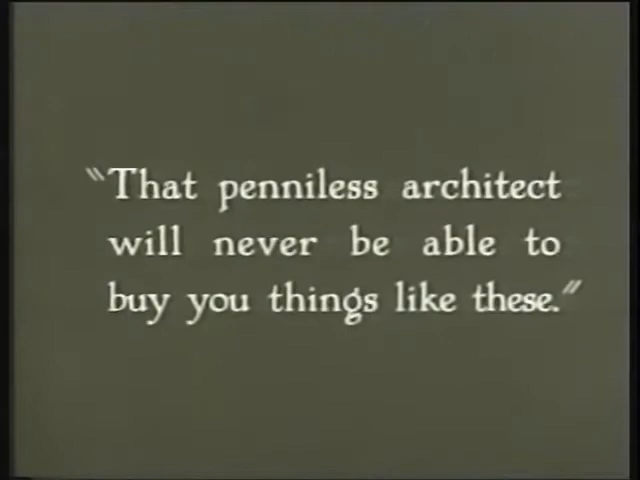 "That penniless architect
will never be able to
buy you things like these."